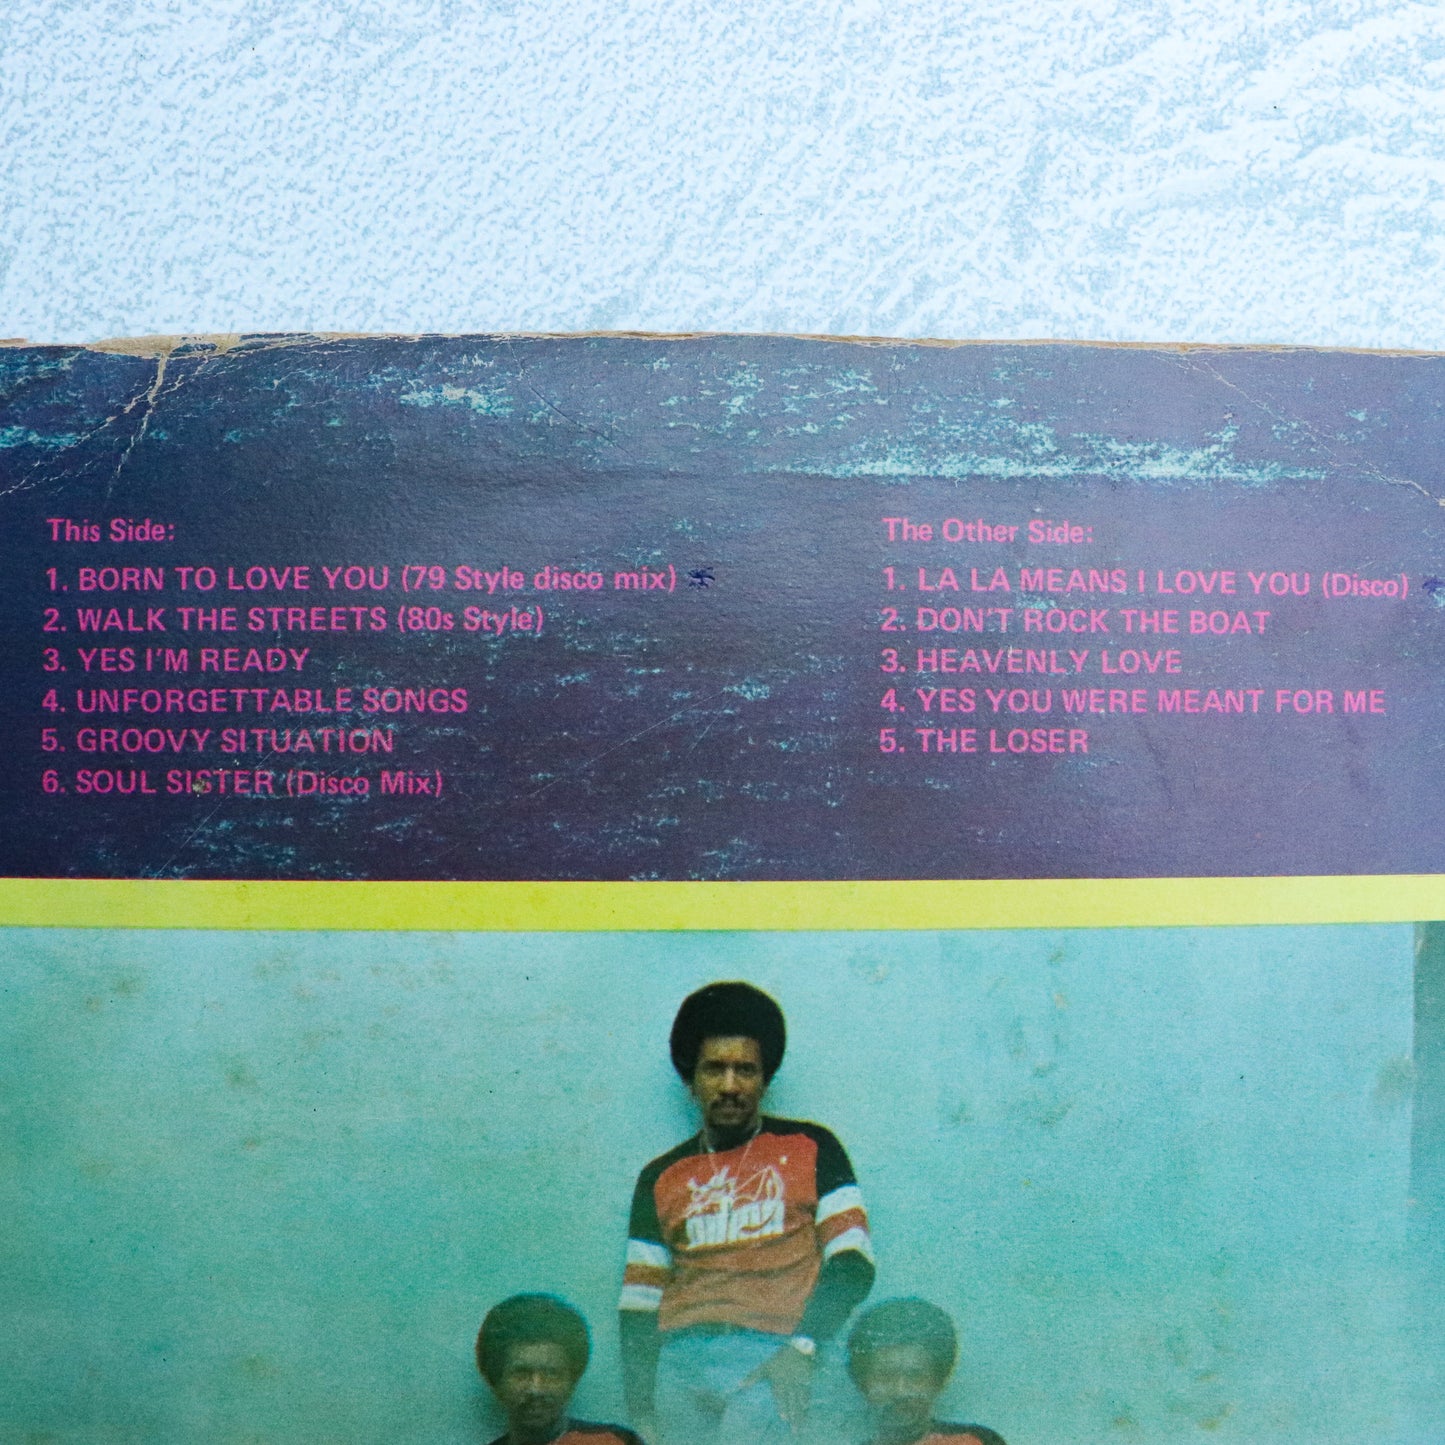 This Side:
1. BORN TO LOVE YOU (79 Style disco mix)
2. WALK THE STREETS (80s Style)
3. YES I'M READY
4. UNFORGETTABLE SONGS
5. GROOVY SITUATION
6. SOUL SISTER (Disco Mix)
The Other Side:
1. LA LA MEANS I LOVE YOU (Disco)
2. DON'T ROCK THE BOAT
3. HEAVENLY LOVE
4. YES YOU WERE MEANT FOR ME
5. THE LOSER